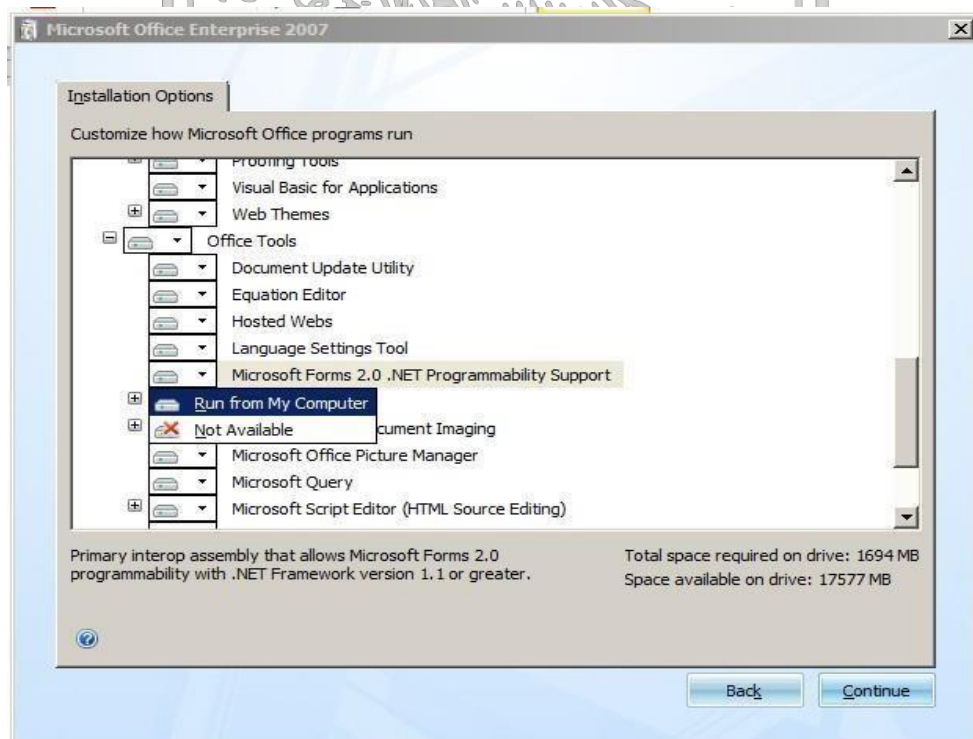 Microsoft Office Enterprise 2007
Installation Options
Customize how Microsoft Office programs run
Proofing Tools
Visual Basic for Applications
Web Themes
Office Tools
Document Update Utility
Equation Editor
Hosted Webs
Language Settings Tool
Microsoft Forms 2.0 .NET Programmability Support
Run from My Computer
Not Available cument Imaging
Microsoft Office Picture Manager
Microsoft Query
Microsoft Script Editor (HTML Source Editing)
Primary interop assembly that allows Microsoft Forms 2.0
programmability with .NET Framework version 1.1 or greater.
Total space required on drive: 1694 MB
Space available on drive: 17577 MB
Back
Continue